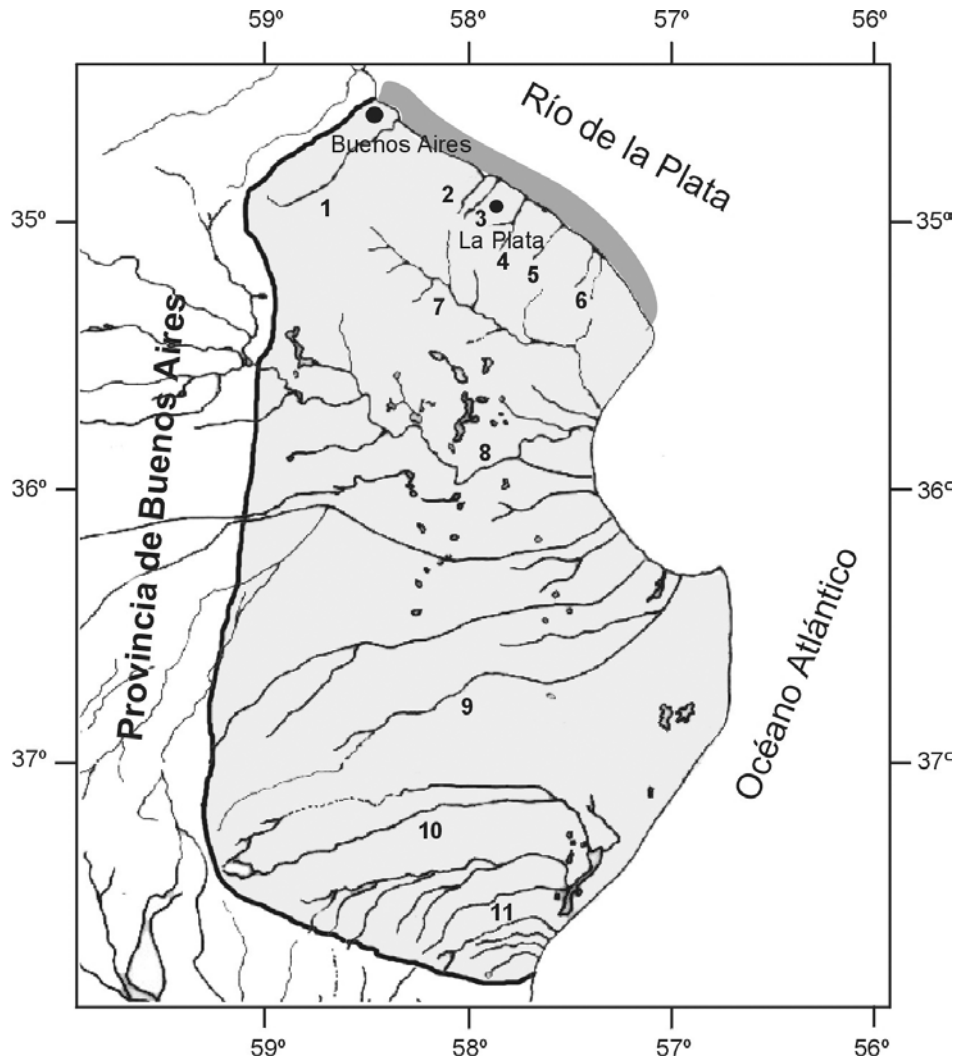 59º 58º 57º 56º
Río de la Plata
Buenos Aires
35º 1 2 3 35º
La Plata
4
5
6
7
Provincia de Buenos Aires
8
36º 36º
Océano Atlántico
9
37º 37º
10
11
59º 58º 57º 56º